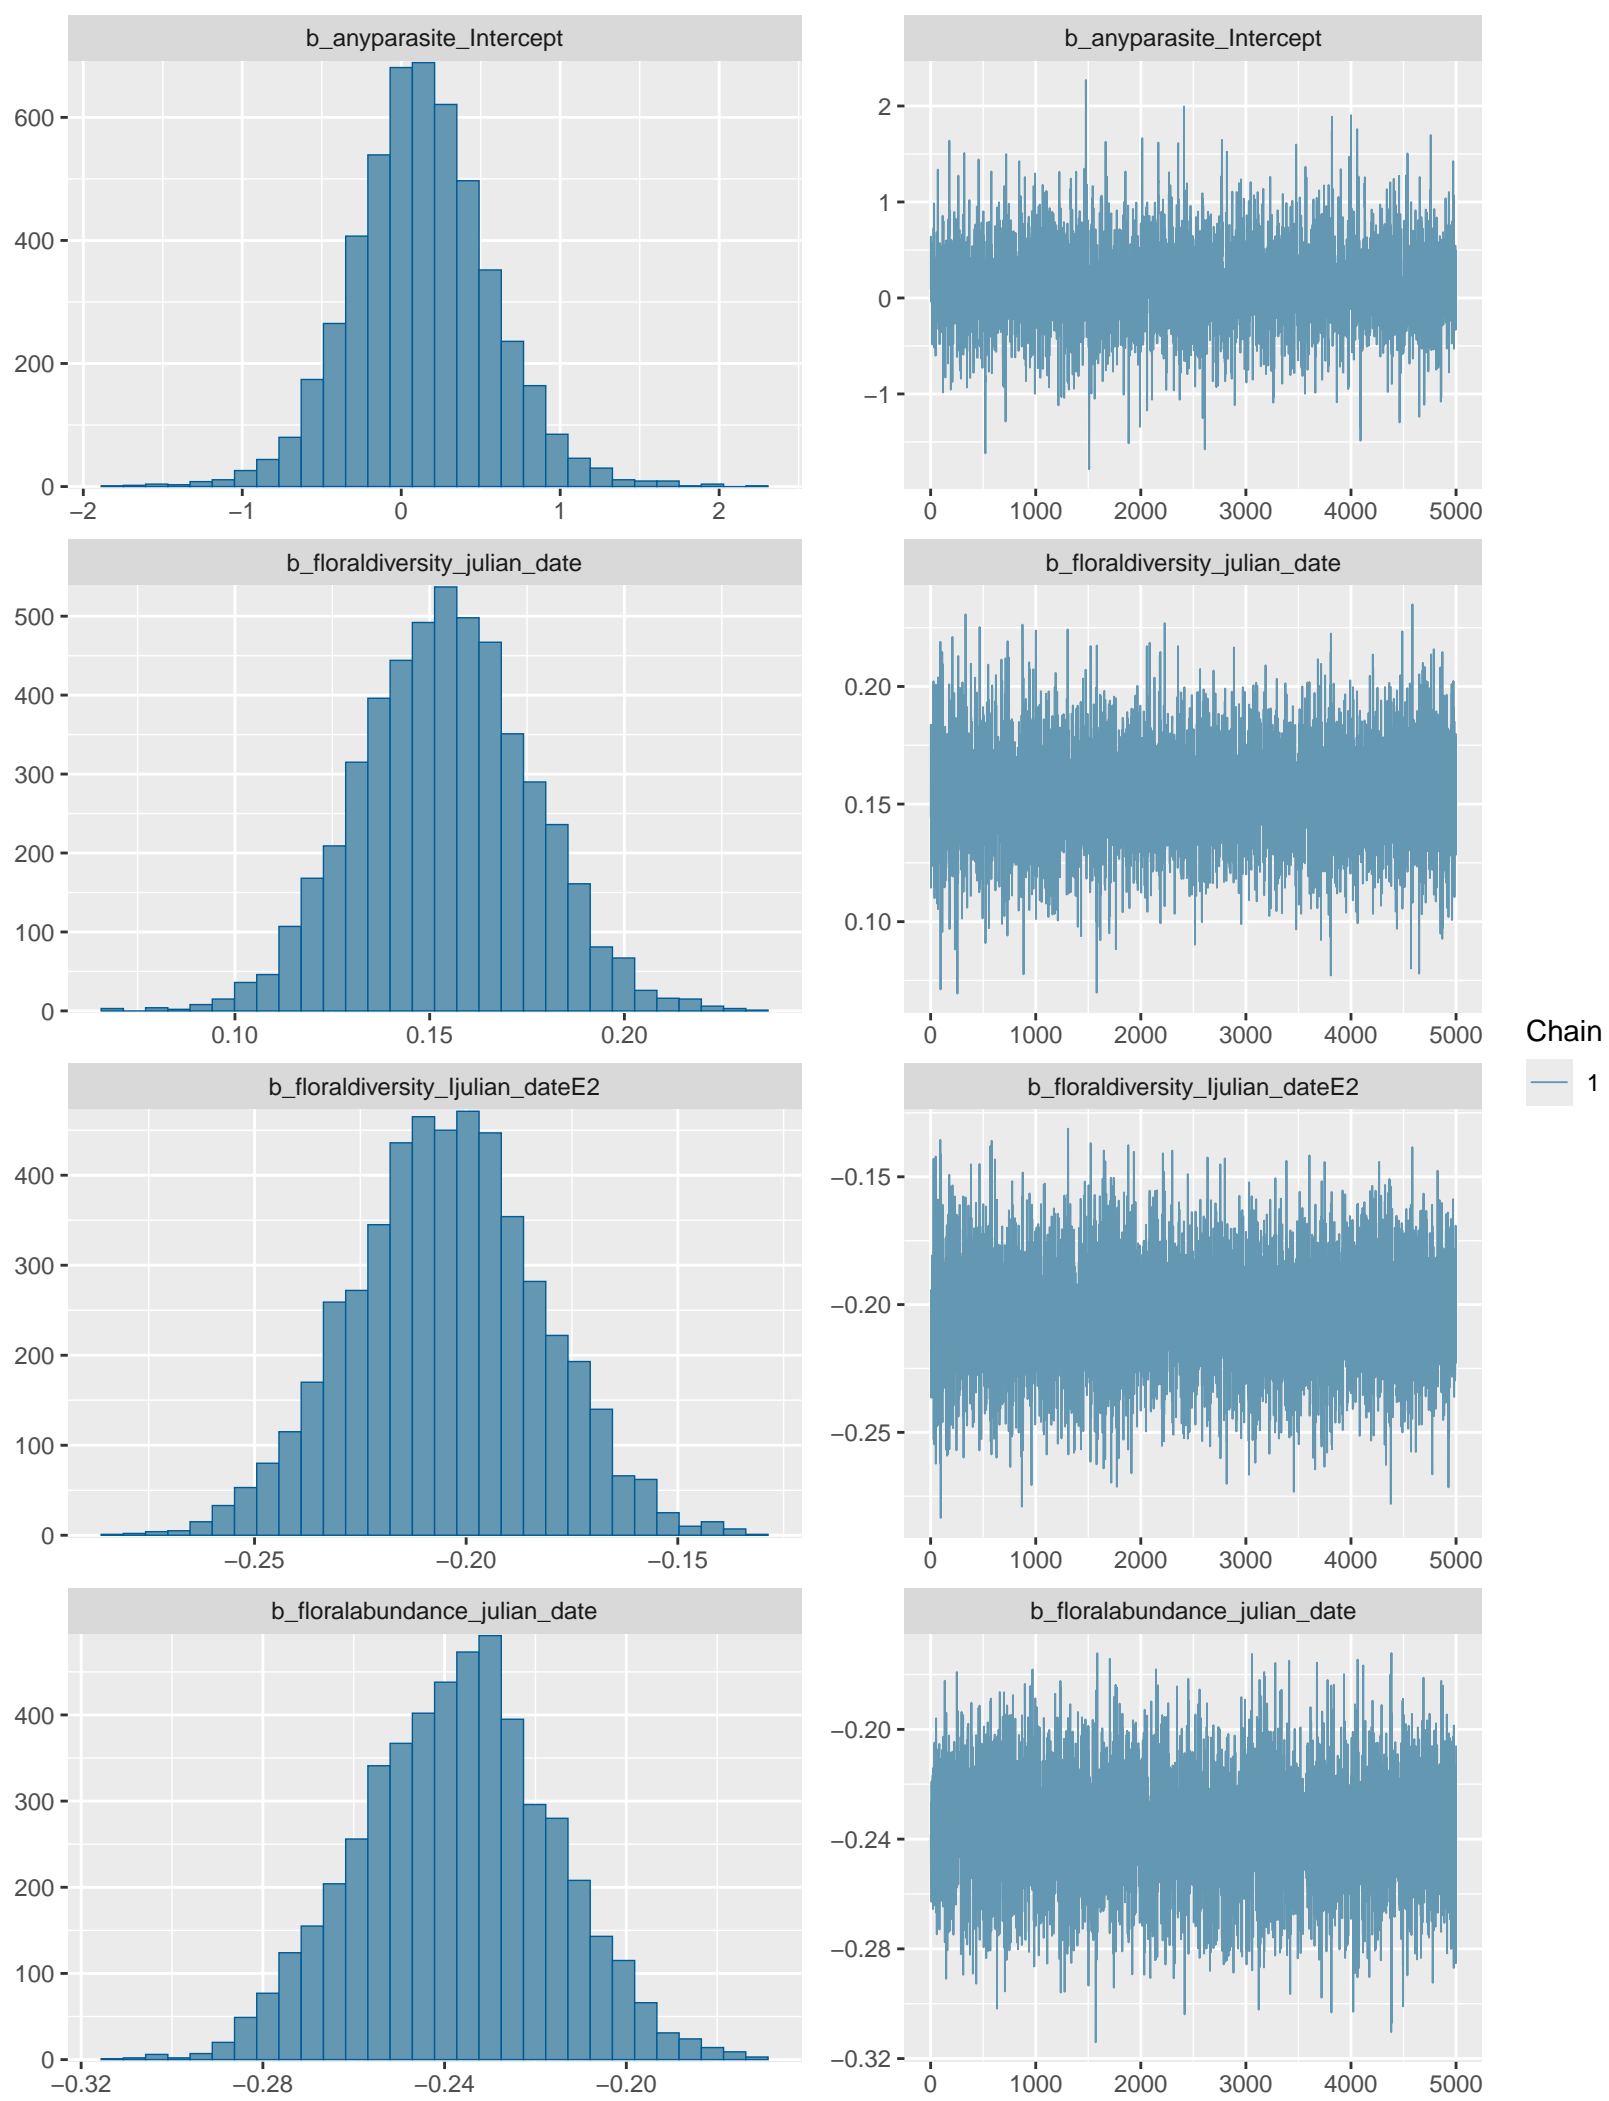 b_anyparasite_Intercept
600
400
200
0
−2 −1 0 1 2
b_anyparasite_Intercept
2
1
0
−1
0 1000 2000 3000 4000 5000
b_floraldiversity_julian_date
500
400
300
200
100
0
0.10 0.15 0.20
b_floraldiversity_julian_date
0.20
0.15
0.10
0 1000 2000 3000 4000 5000
b_floraldiversity_Ijulian_dateE2
400
300
200
100
0
−0.25 −0.20 −0.15
b_floraldiversity_Ijulian_dateE2
−0.15
−0.20
−0.25
0 1000 2000 3000 4000 5000
b_floralabundance_julian_date
400
300
200
100
0
−0.32 −0.28 −0.24 −0.20
b_floralabundance_julian_date
−0.20
−0.24
−0.28
−0.32
0 1000 2000 3000 4000 5000
Chain
1